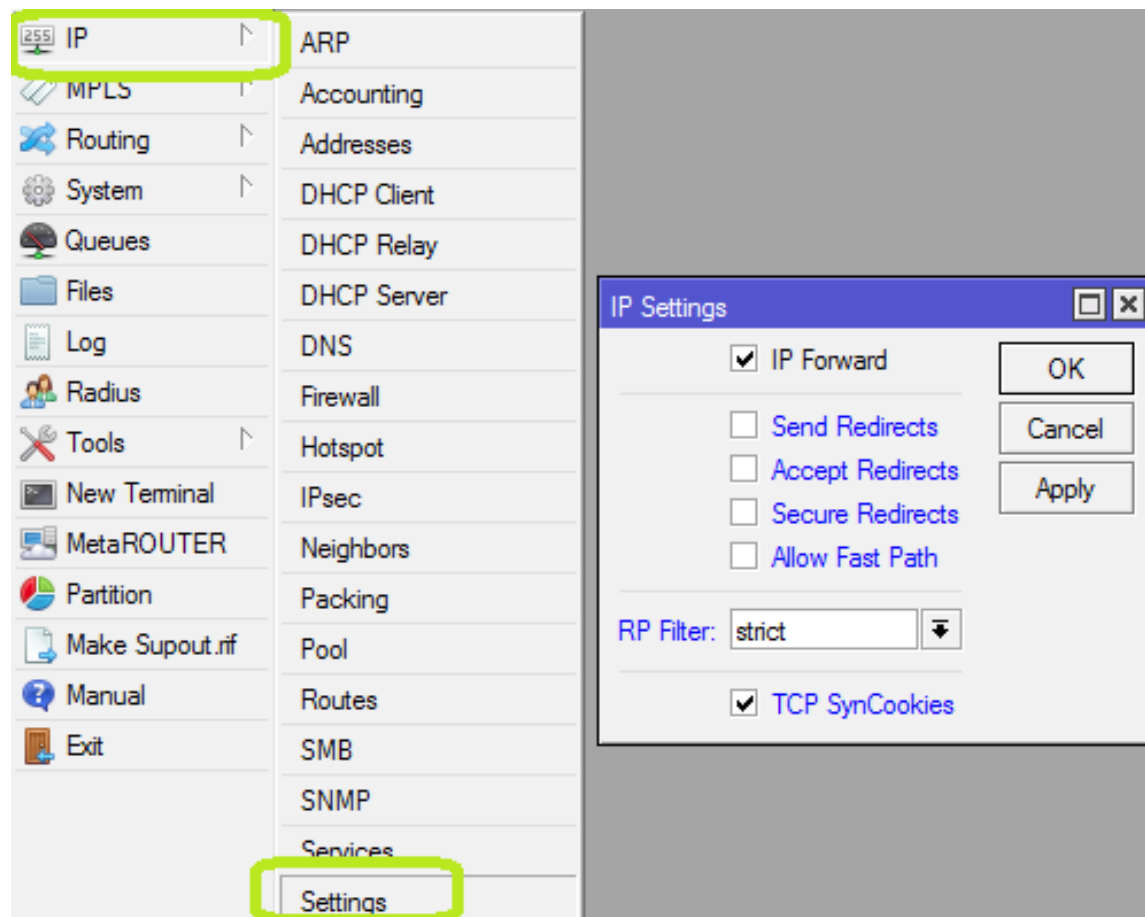 255 IP
MPLS
Routing
System
Queues
Files
Log
Radius
Tools
New Terminal
MetaROUTER
Partition
Make Supout.rif
Manual
Exit
ARP
Accounting
Addresses
DHCP Client
DHCP Relay
DHCP Server
DNS
Firewall
Hotspot
IPsec
Neighbors
Packing
Pool
Routes
SMB
SNMP
Services
Settings
IP Settings
IP Forward
Send Redirects
Accept Redirects
Secure Redirects
Allow Fast Path
RP Filter: strict
TCP SynCookies
OK
Cancel
Apply